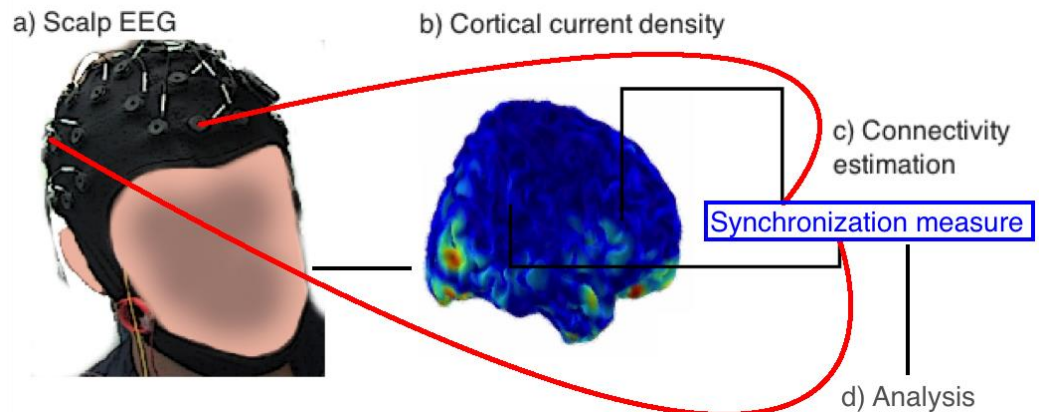 a) Scalp EEG
b) Cortical current density
c) Connectivity
estimation
Synchronization measure
d) Analysis